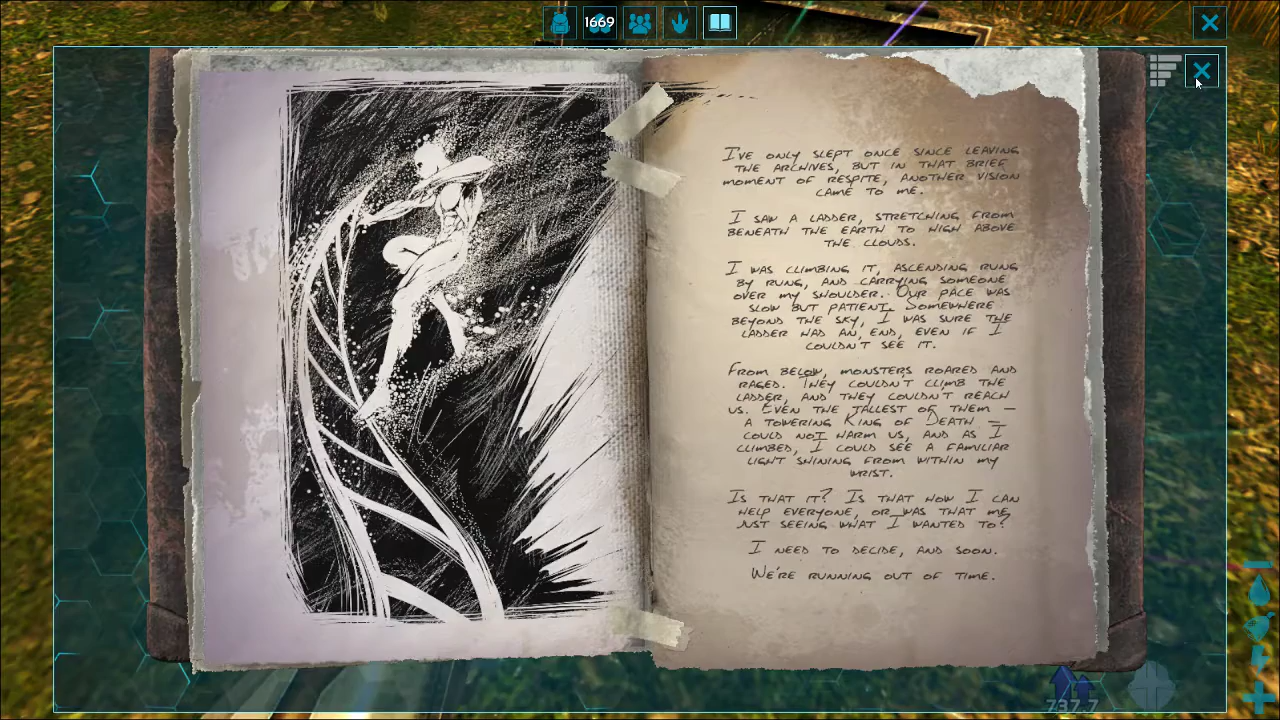 1669
I'VE ONLY SLEPT ONCE SINCE LEAVING
THE ARCHIVES, BUT IN THAT BRIEF
MOMENT OF RESPITE, ANOTHER VISION
CAME TO ME.
I SAW A LADDER, STRETCHING FROM
BENEATH THE EARTH TO HIGH ABOVE
THE CLOUDS.
I WAS CLIMBING IT, ASCENDING RUNG
BY RUNG, AND CARRYING SOMEONE
OVER MY SHOULDER. OUR PACE WAS
SLOW BUT PATIENT. SOMEWHERE
BEYOND THE SKY, I WAS SURE THE
LADDER HAD AN END, EVEN IF I
COULDN'T SEE IT.
FROM BELOW, MONSTERS ROARED AND
RAGED. THEY COULDN'T CLIMB THE
LADDER, AND THEY COULDN'T REACH
US. EVEN THE TALLEST OF THEM —
A TOWERING KING OF DEATH —
COULD NOT HARM US, AND AS I
CLIMBED, I COULD SEE A FAMILIAR
LIGHT SHINING FROM WITHIN MY
WRIST.
IS THAT IT? IS THAT HOW I CAN
HELP EVERYONE, OR WAS THAT ME
JUST SEEING WHAT I WANTED TO?
I NEED TO DECIDE, AND SOON.
WE'RE RUNNING OUT OF TIME.
737.7